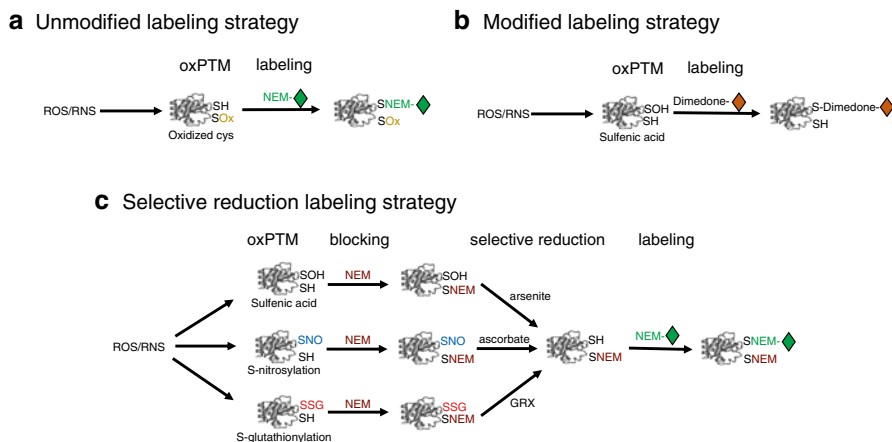 a Unmodified labeling strategy
oxPTM labeling
ROS/RNS
SH
SOx
Oxidized cys
NEM-
SNEM-
SOx
b Modified labeling strategy
oxPTM labeling
ROS/RNS
SOH
SH
Sulfenic acid
Dimedone-
S-Dimedone-
SH
c Selective reduction labeling strategy
oxPTM blocking selective reduction labeling
SOH
SH
Sulfenic acid
NEM
SOH
SNEM
arsenite
ROS/RNS
SNO
SH
S-nitrosylation
NEM
SNO
SNEM
ascorbate
SH
SNEM
NEM-
SNEM-
SNEM
SSG
SH
S-glutathionylation
NEM
SSG
SNEM
GRX